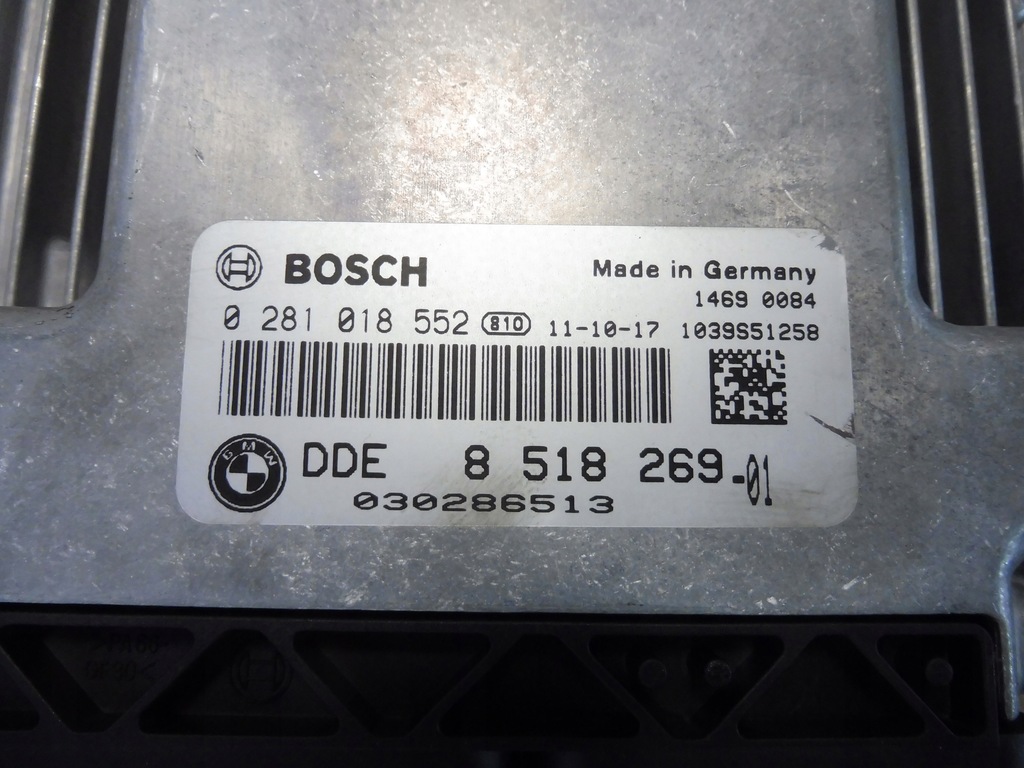 BOSCH Made in Germany
1469 0084
0 281 018 552 810 11-10-17 1039S51258
BMW DDE 8 518 269-01
030286513